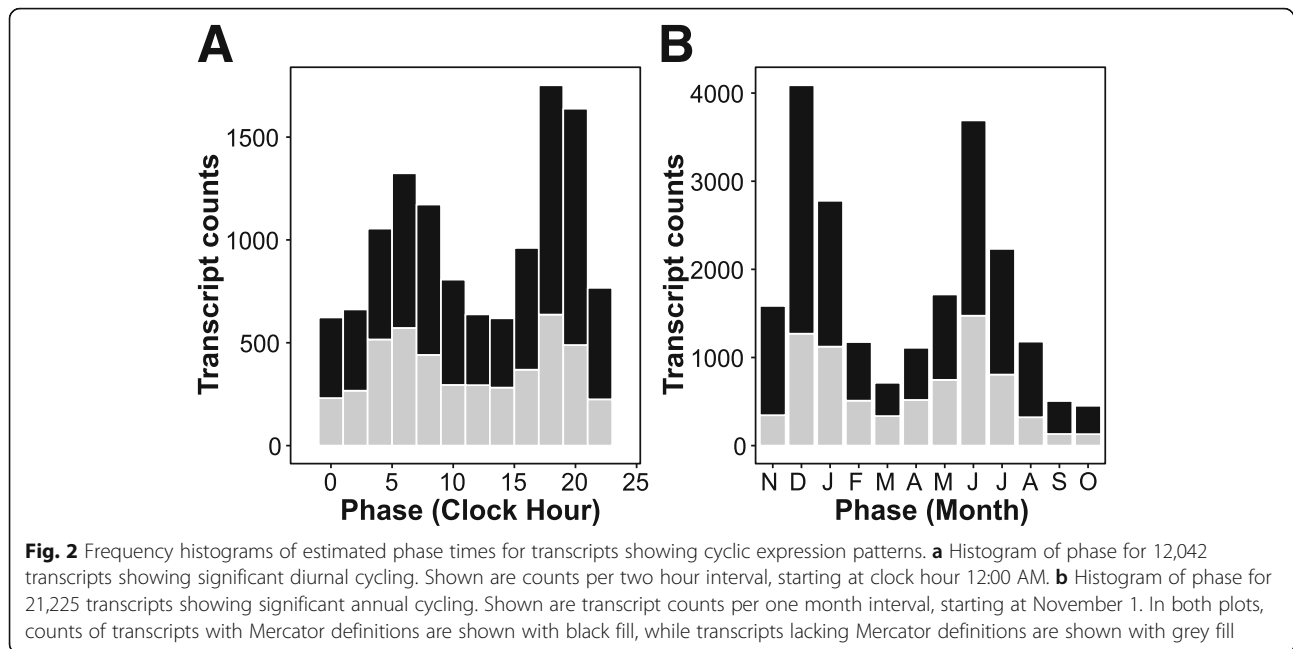 A
B
Transcript counts
1500
1000
500
0
0 5 10 15 20 25
Phase (Clock Hour)
Transcript counts
4000
3000
2000
1000
0
N D J F M A M J J A S O
Phase (Month)
Fig. 2 Frequency histograms of estimated phase times for transcripts showing cyclic expression patterns. a Histogram of phase for 12,042
transcripts showing significant diurnal cycling. Shown are counts per two hour interval, starting at clock hour 12:00 AM. b Histogram of phase for
21,225 transcripts showing significant annual cycling. Shown are transcript counts per one month interval, starting at November 1. In both plots,
counts of transcripts with Mercator definitions are shown with black fill, while transcripts lacking Mercator definitions are shown with grey fill